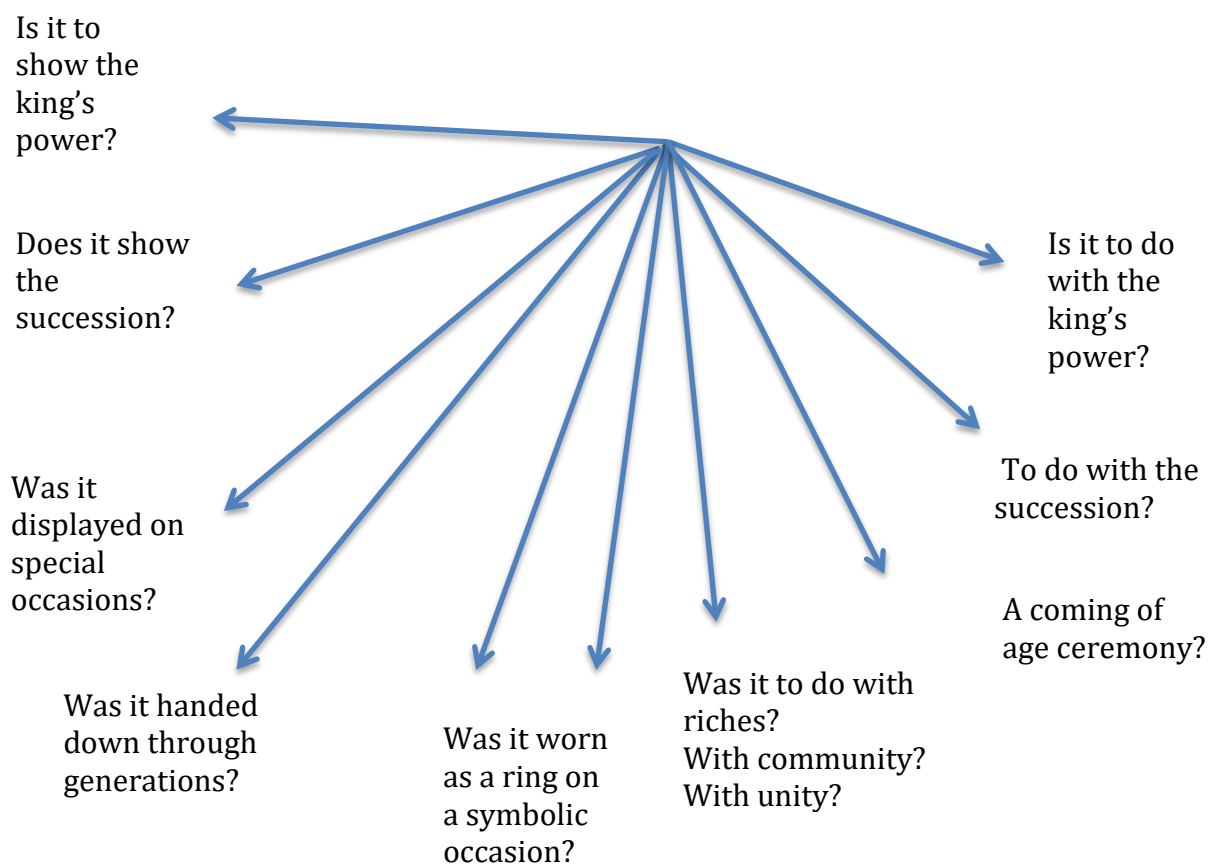 Is it to
show the
king's
power?
Does it show
the
succession?
Was it
displayed on
special
occasions?
Was it handed
down through
generations?
Was it worn
as a ring on
a symbolic
occasion?
Was it to do with
riches?
With community?
With unity?
A coming of
age ceremony?
To do with the
succession?
Is it to do
with the
king's
power?